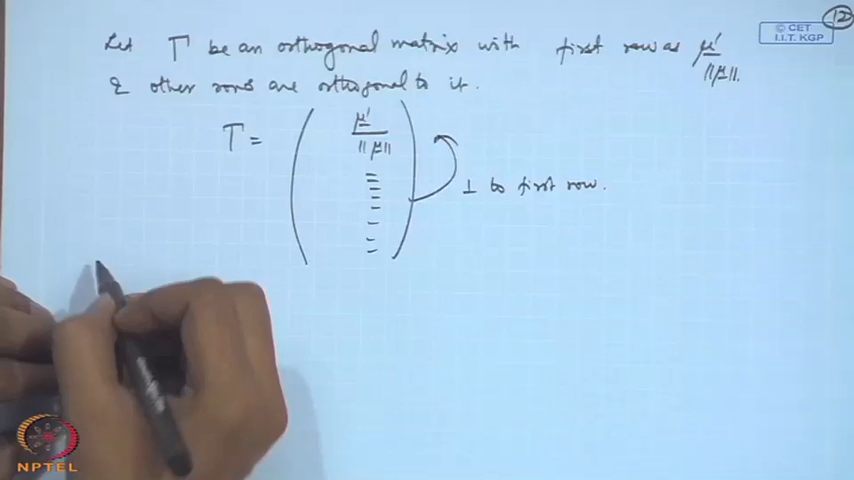 12
© CET
I.I.T. KGP
Let T be an orthogonal matrix with first row as μ'/||μ||
& other rows are orthogonal to it.
T = ( μ'/||μ|| )
⊥ to first row.
NPTEL